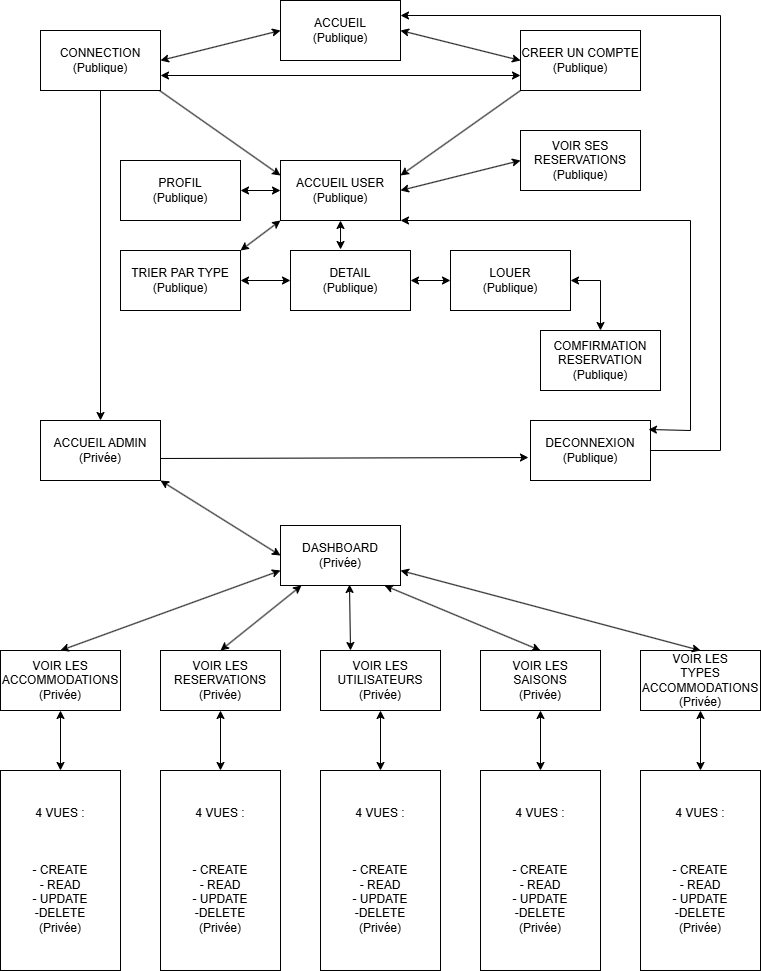 ACCUEIL
(Publique)
CONNECTION
(Publique)
CREER UN COMPTE
(Publique)
VOIR SES
RESERVATIONS
(Publique)
PROFIL
(Publique)
ACCUEIL USER
(Publique)
TRIER PAR TYPE
(Publique)
DETAIL
(Publique)
LOUER
(Publique)
COMFIRMATION
RESERVATION
(Publique)
ACCUEIL ADMIN
(Privée)
DECONNEXION
(Publique)
DASHBOARD
(Privée)
VOIR LES
ACCOMMODATIONS
(Privée)
VOIR LES
RESERVATIONS
(Privée)
VOIR LES
UTILISATEURS
(Privée)
VOIR LES
SAISONS
(Privée)
VOIR LES
TYPES
ACCOMMODATIONS
(Privée)
4 VUES :
- CREATE
- READ
- UPDATE
-DELETE
(Privée)
4 VUES :
- CREATE
- READ
- UPDATE
-DELETE
(Privée)
4 VUES :
- CREATE
- READ
- UPDATE
-DELETE
(Privée)
4 VUES :
- CREATE
- READ
- UPDATE
-DELETE
(Privée)
4 VUES :
- CREATE
- READ
- UPDATE
-DELETE
(Privée)